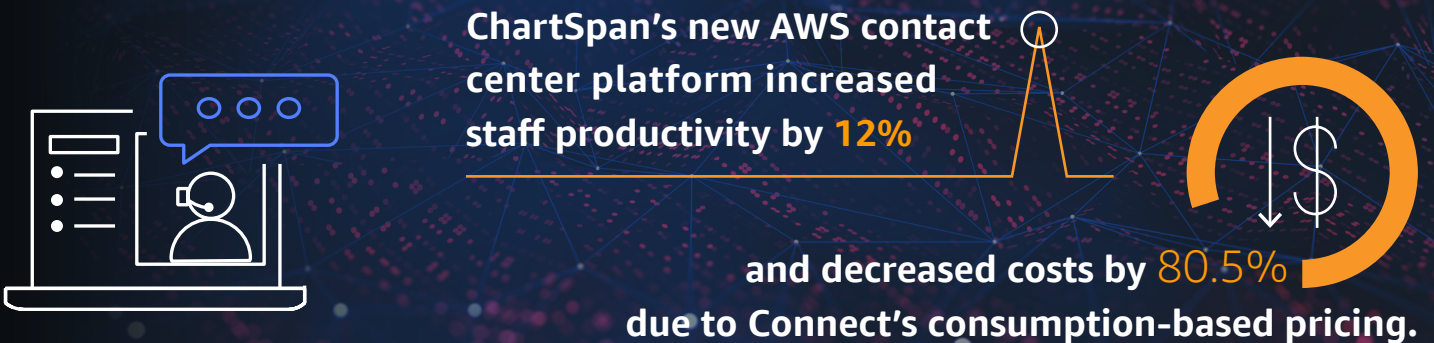 ChartSpan’s new AWS contact
center platform increased
staff productivity by 12%
and decreased costs by 80.5%
due to Connect’s consumption-based pricing.